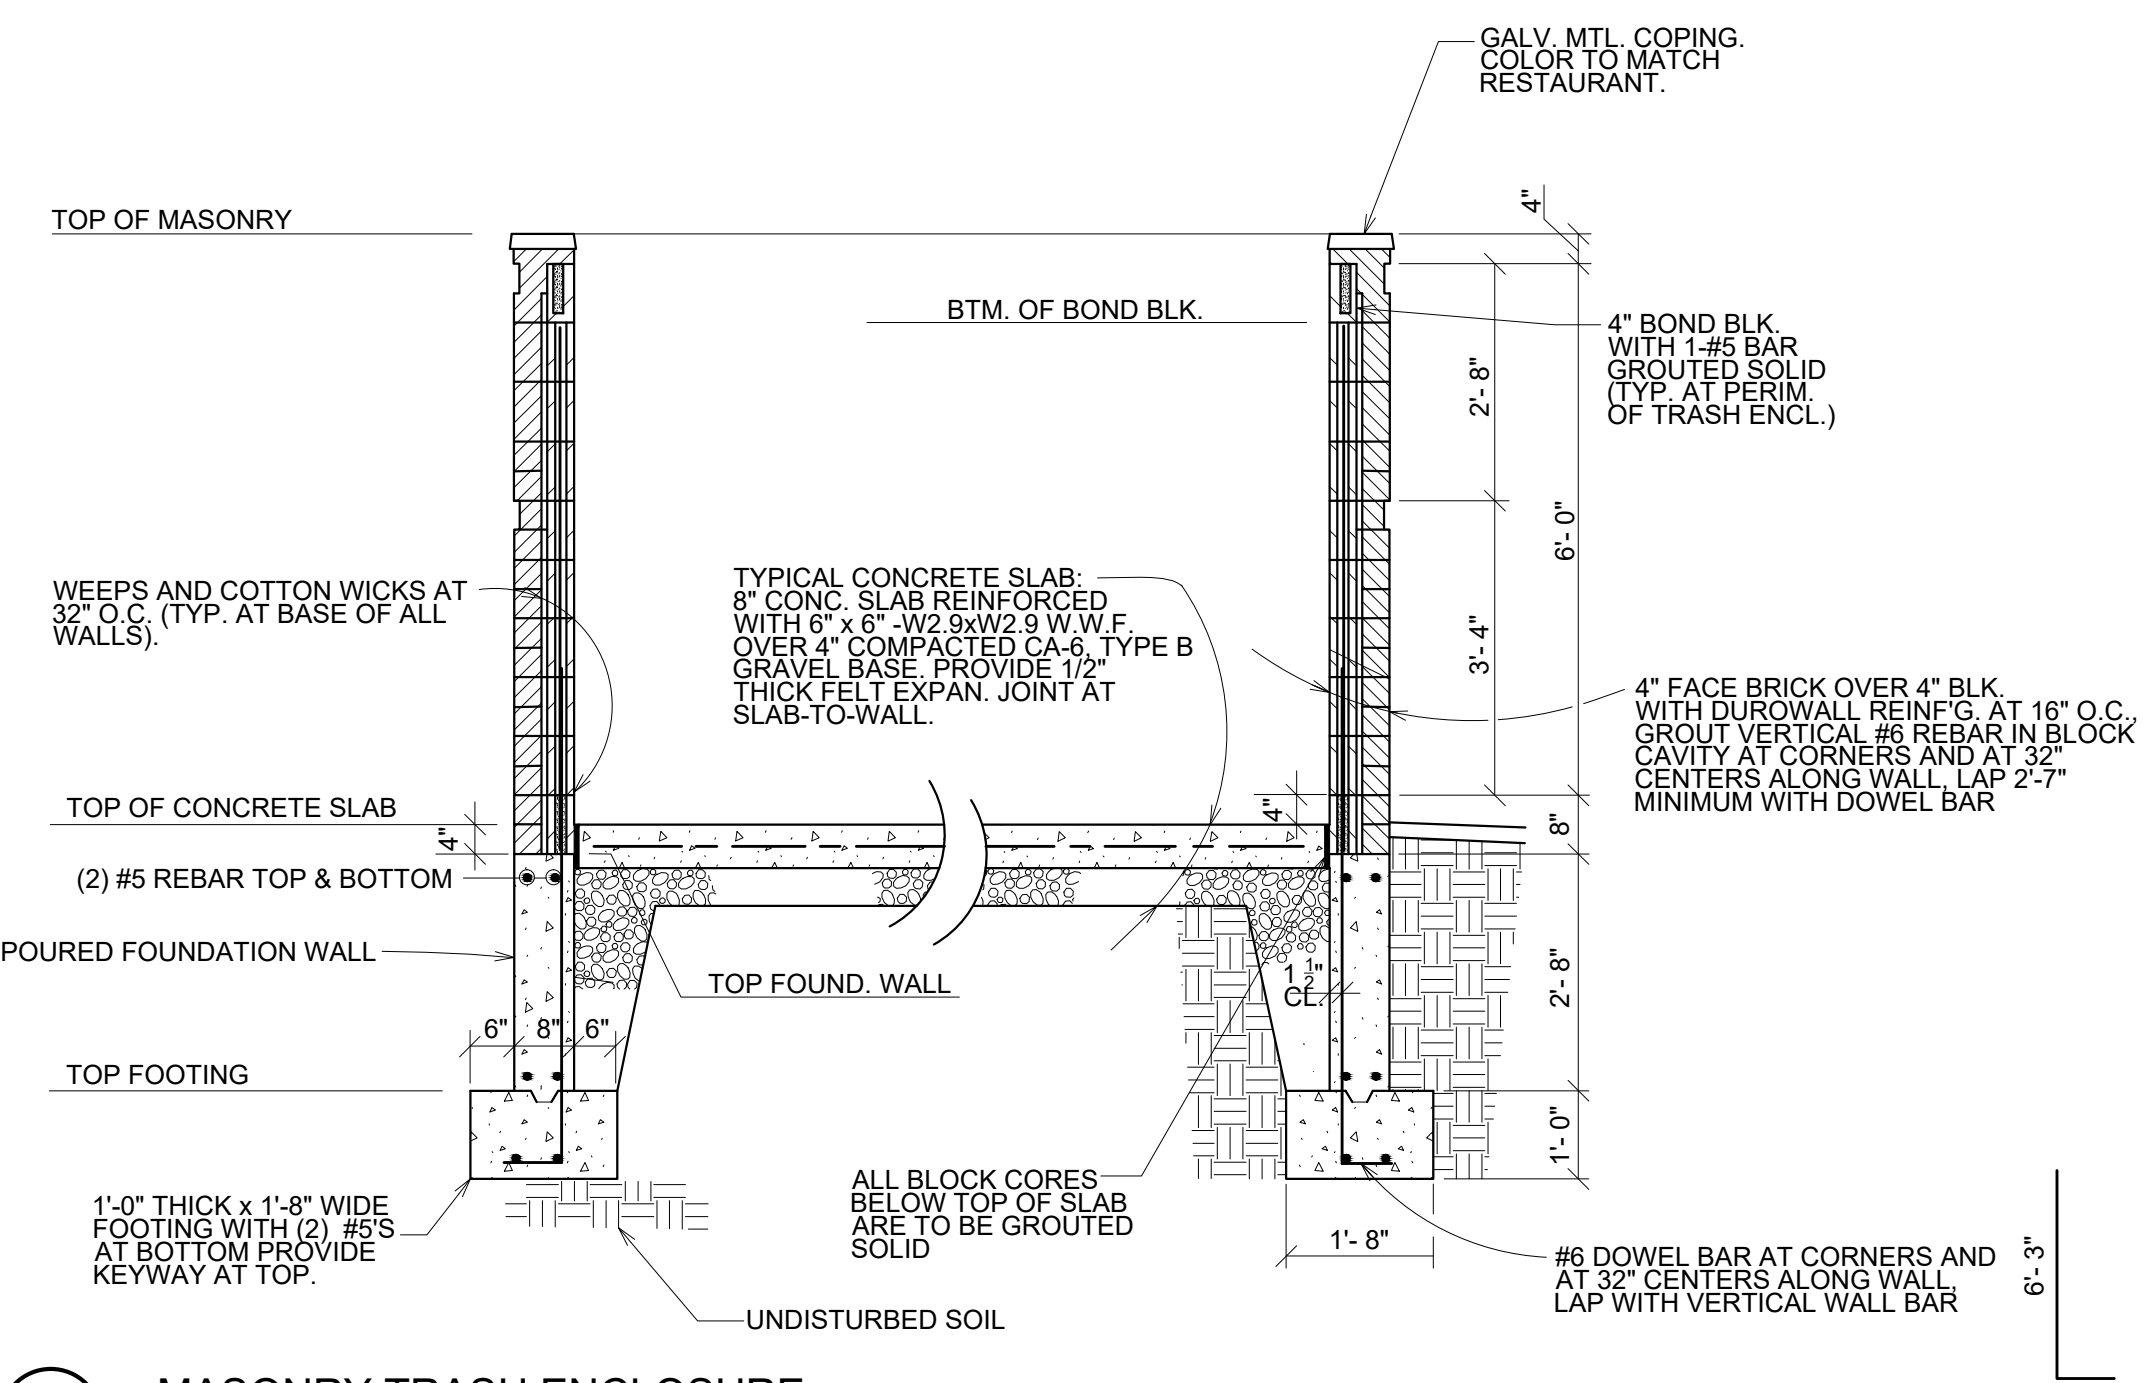 GALV. MTL. COPING.
COLOR TO MATCH
RESTAURANT.
TOP OF MASONRY
4"
BTM. OF BOND BLK.
4" BOND BLK.
WITH 1-#5 BAR
GROUTED SOLID
(TYP. AT PERIM.
OF TRASH ENCL.)
2'- 8"
6'- 0"
WEEPS AND COTTON WICKS AT
32" O.C. (TYP. AT BASE OF ALL
WALLS).
TYPICAL CONCRETE SLAB:
8" CONC. SLAB REINFORCED
WITH 6" x 6" -W2.9xW2.9 W.W.F.
OVER 4" COMPACTED CA-6, TYPE B
GRAVEL BASE. PROVIDE 1/2"
THICK FELT EXPAN. JOINT AT
SLAB-TO-WALL.
3'- 4"
4" FACE BRICK OVER 4" BLK.
WITH DUROWALL REINF'G. AT 16" O.C.,
GROUT VERTICAL #6 REBAR IN BLOCK
CAVITY AT CORNERS AND AT 32"
CENTERS ALONG WALL, LAP 2'-7"
MINIMUM WITH DOWEL BAR
TOP OF CONCRETE SLAB
4"
4"
8"
(2) #5 REBAR TOP & BOTTOM
POURED FOUNDATION WALL
TOP FOUND. WALL
1 1/2"
CL.
2'- 8"
6"
8"
6"
TOP FOOTING
1'- 0"
1'-0" THICK x 1'-8" WIDE
FOOTING WITH (2) #5'S
AT BOTTOM PROVIDE
KEYWAY AT TOP.
ALL BLOCK CORES
BELOW TOP OF SLAB
ARE TO BE GROUTED
SOLID
1'- 8"
#6 DOWEL BAR AT CORNERS AND
AT 32" CENTERS ALONG WALL,
LAP WITH VERTICAL WALL BAR
6'- 3"
UNDISTURBED SOIL
MASONRY TRASH ENCLOSURE